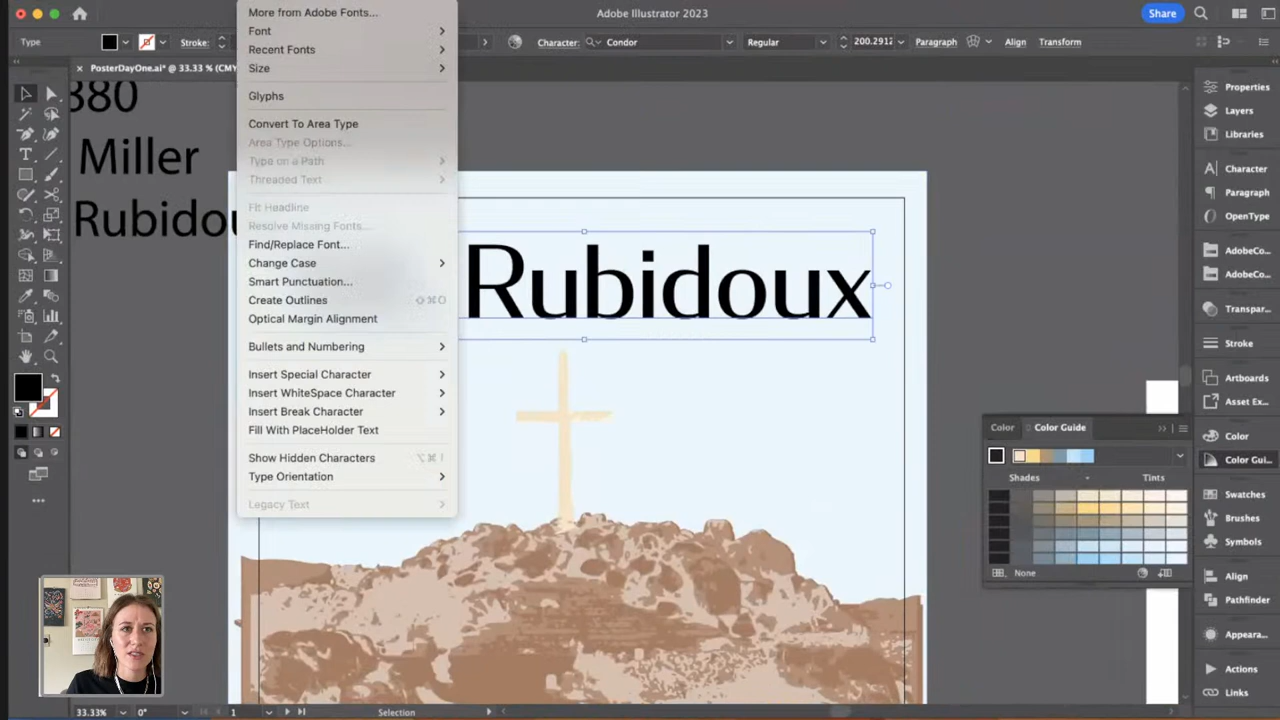 Adobe Illustrator 2023
Share
Type
Stroke:
Character:
Condor
Regular
200.2912
Paragraph
Align
Transform
× PosterDayOne.ai* @ 33.33 % (CMY
More from Adobe Fonts...
Font
Recent Fonts
Size
Glyphs
Convert To Area Type
Area Type Options...
Type on a Path
Threaded Text
Fit Headline
Resolve Missing Fonts...
Find/Replace Font...
Change Case
Smart Punctuation...
Create Outlines ⇧⌘O
Optical Margin Alignment
Bullets and Numbering
Insert Special Character
Insert WhiteSpace Character
Insert Break Character
Fill With PlaceHolder Text
Show Hidden Characters ⌥⌘I
Type Orientation
Legacy Text
880
Miller
Rubidou
Rubidoux
Color
Color Guide
Shades
Tints
None
Properties
Layers
Libraries
Character
Paragraph
OpenType
AdobeCo
AdobeCo
Transpar...
Stroke
Artboards
Asset Ex...
Color
Color Gui...
Swatches
Brushes
Symbols
Align
Pathfinder
Appeara...
Actions
Links
33.33%
0°
1
Selection